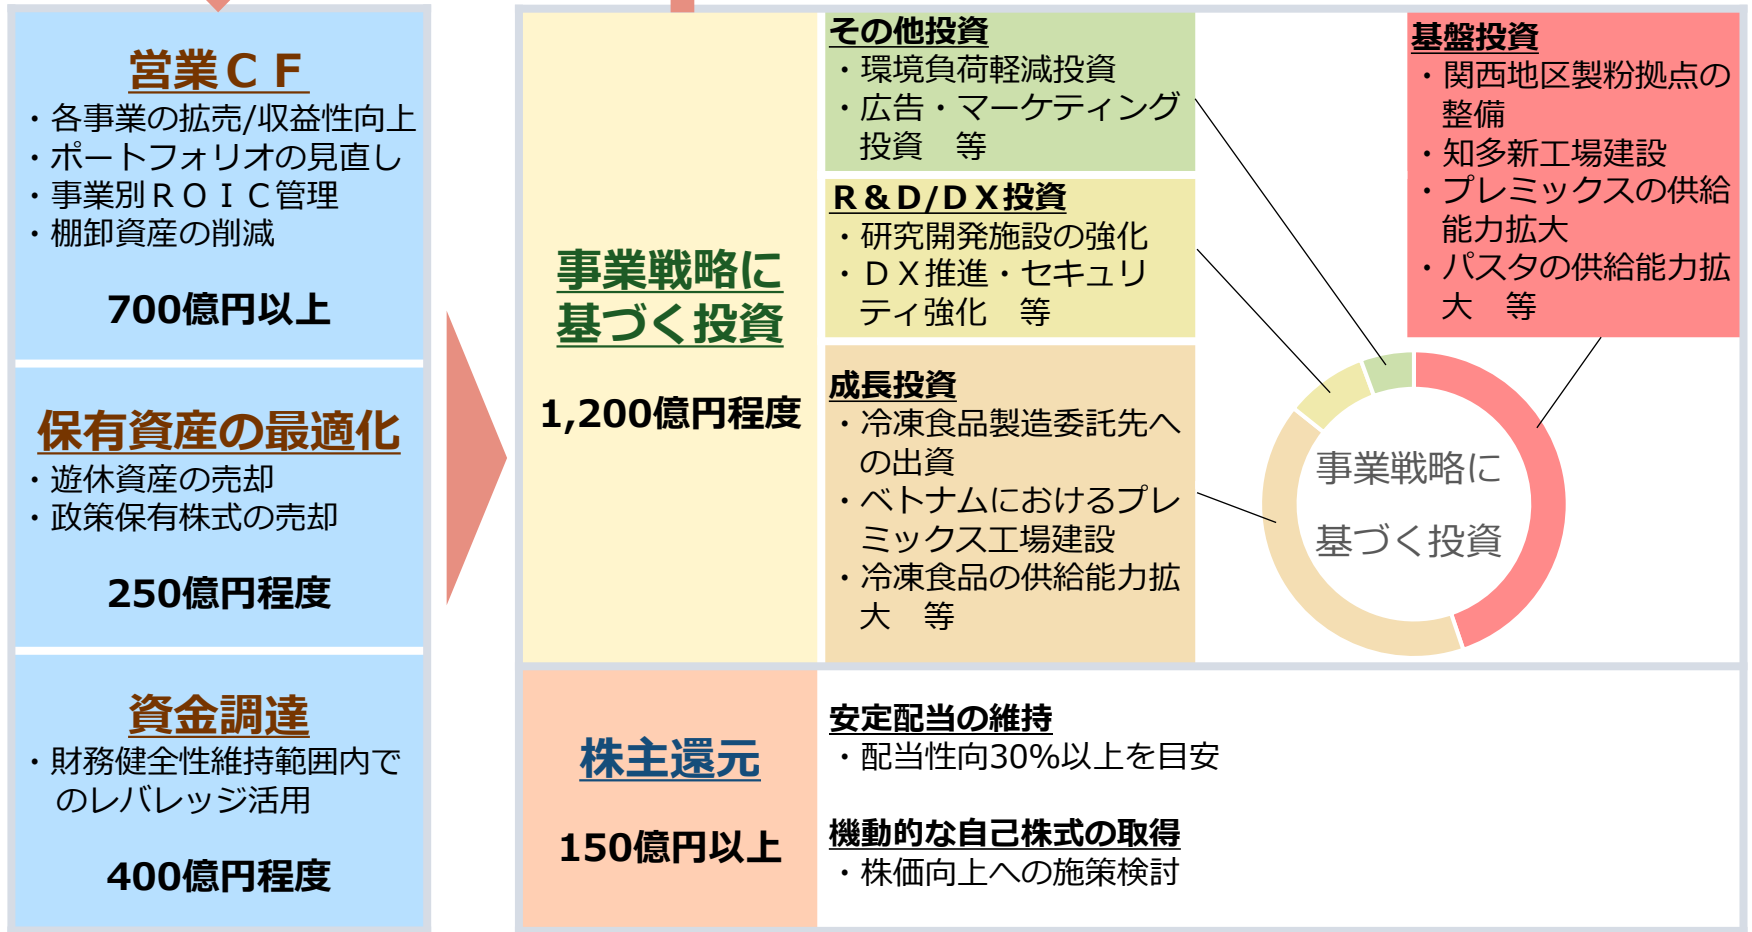 営業ＣＦ
・各事業の拡売/収益性向上
・ポートフォリオの見直し
・事業別ＲＯＩＣ管理
・棚卸資産の削減
700億円以上
保有資産の最適化
・遊休資産の売却
・政策保有株式の売却
250億円程度
資金調達
・財務健全性維持範囲内で
のレバレッジ活用
400億円程度
事業戦略に
基づく投資
1,200億円程度
その他投資
・環境負荷軽減投資
・広告・マーケティング
投資　等
Ｒ＆Ｄ/ＤＸ投資
・研究開発施設の強化
・ＤＸ推進・セキュリ
ティ強化　等
成長投資
・冷凍食品製造委託先へ
の出資
・ベトナムにおけるプレ
ミックス工場建設
・冷凍食品の供給能力拡
大　等
基盤投資
・関西地区製粉拠点の
整備
・知多新工場建設
・プレミックスの供給
能力拡大
・パスタの供給能力拡
大　等
事業戦略に
基づく投資
株主還元
150億円以上
安定配当の維持
・配当性向30%以上を目安
機動的な自己株式の取得
・株価向上への施策検討